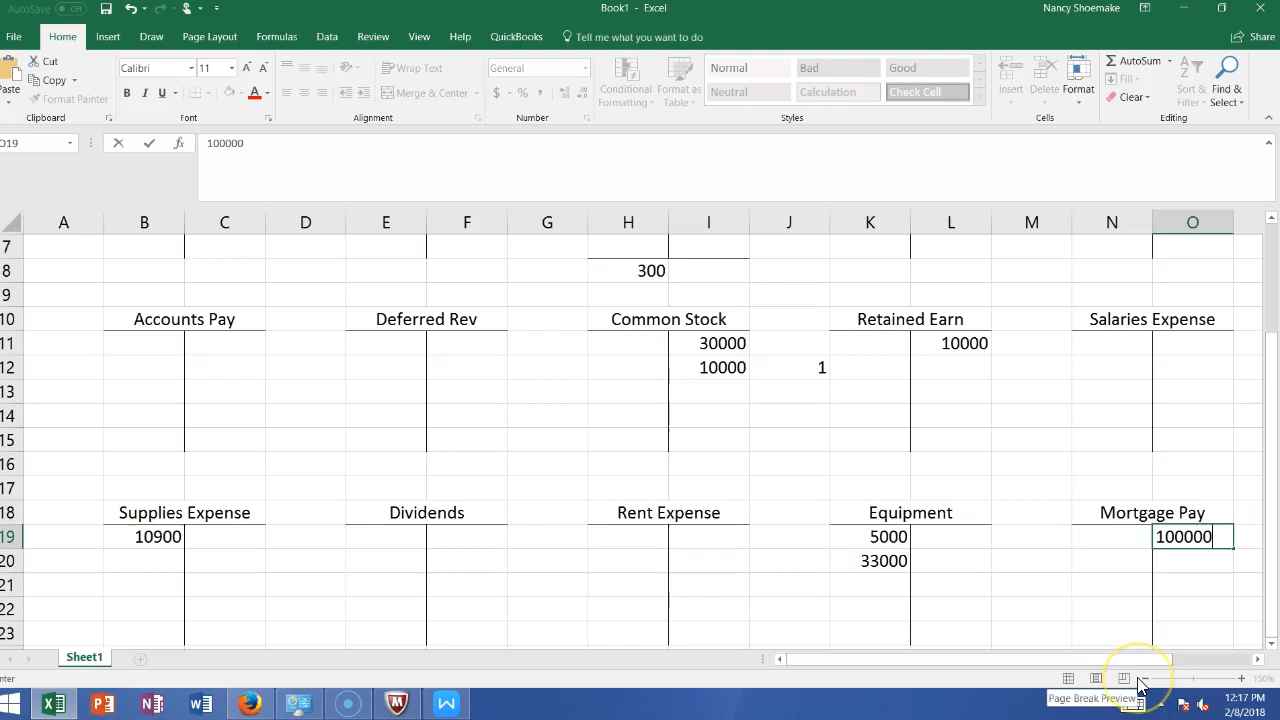 AutoSave Off
Book1 - Excel
Nancy Shoemake
File Home Insert Draw Page Layout Formulas Data Review View Help QuickBooks Tell me what you want to do Share
Paste
Cut
Copy
Format Painter
Clipboard
Calibri 11
B I U
Font
Wrap Text
Merge & Center
Alignment
General
$ % ,
Number
Conditional Formatting
Format as Table
Normal Bad Good
Neutral Calculation Check Cell
Styles
Insert Delete Format
Cells
AutoSum
Fill
Clear
Sort & Filter
Find & Select
Editing
O19 fx 100000
A B C D E F G H I J K L M N O
7
8 300
9
10 Accounts Pay Deferred Rev Common Stock Retained Earn Salaries Expense
11 30000 10000
12 10000 1
13
14
15
16
17
18 Supplies Expense Dividends Rent Expense Equipment Mortgage Pay
19 10900 5000 100000
20 33000
21
22
23
Sheet1
nter 150%
Page Break Preview
12:17 PM
2/8/2018